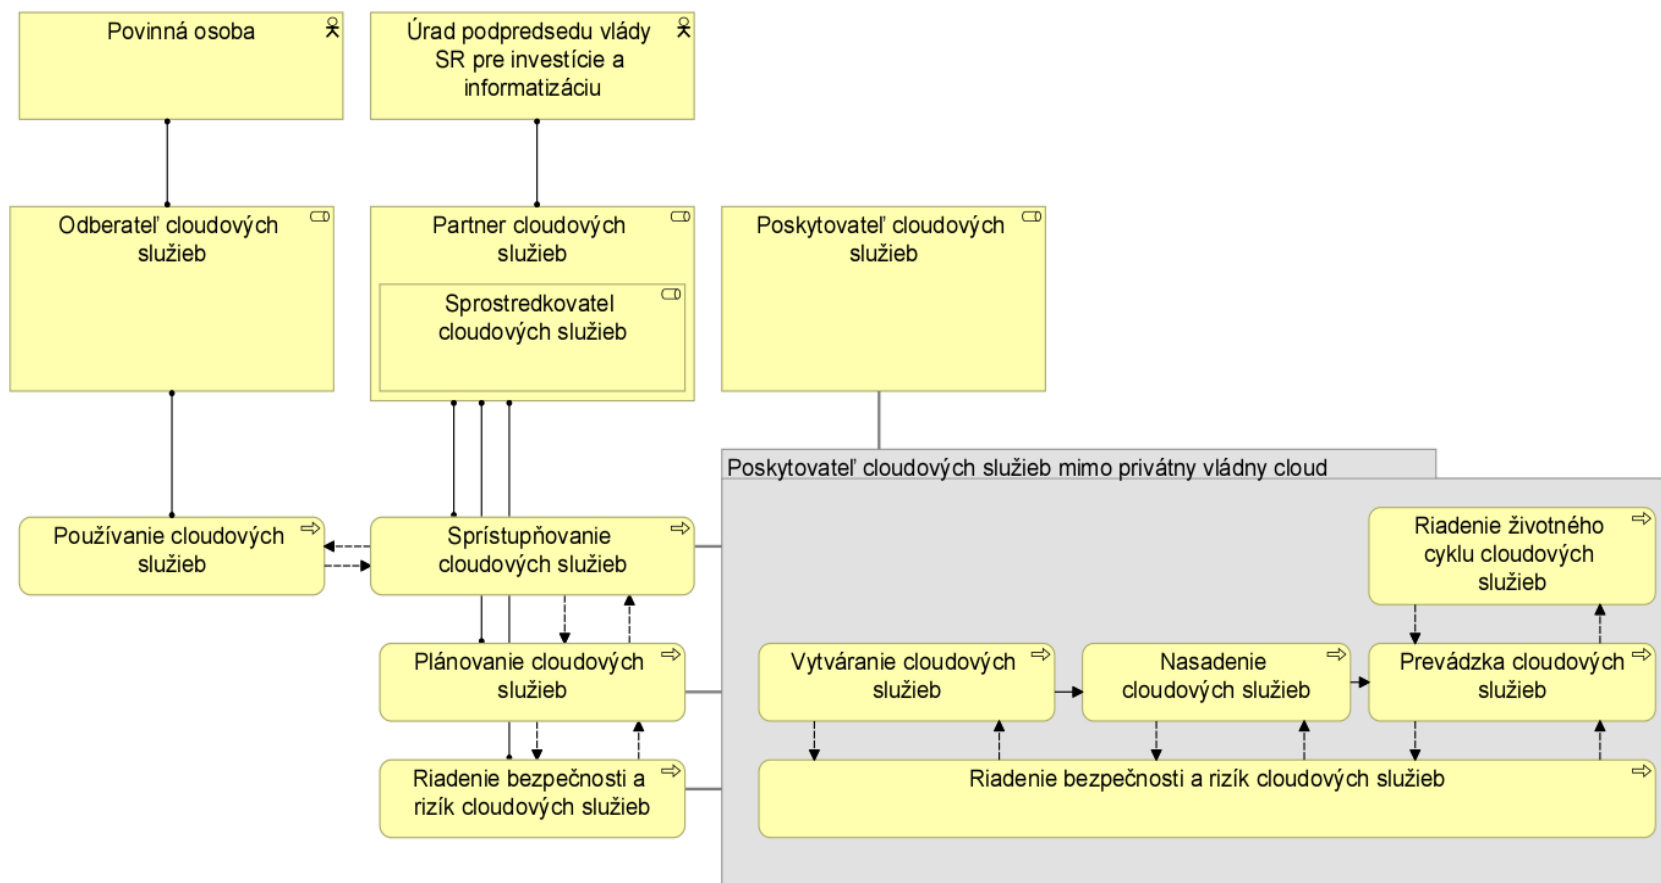 Povinná osoba
Úrad podpredsedu vlády
SR pre investície a
informatizáciu
Odberateľ cloudových
služieb
Partner cloudových
služieb
Sprostredkovatel
cloudových služieb
Poskytovateľ cloudových
služieb
Poskytovateľ cloudových služieb mimo privátny vládny cloud
Používanie cloudových
služieb
Sprístupňovanie
cloudových služieb
Riadenie životného
cyklu cloudových
služieb
Plánovanie cloudových
služieb
Vytváranie cloudových
služieb
Nasadenie
cloudových služieb
Prevádzka cloudových
služieb
Riadenie bezpečnosti a
rizík cloudových služieb
Riadenie bezpečnosti a rizík cloudových služieb